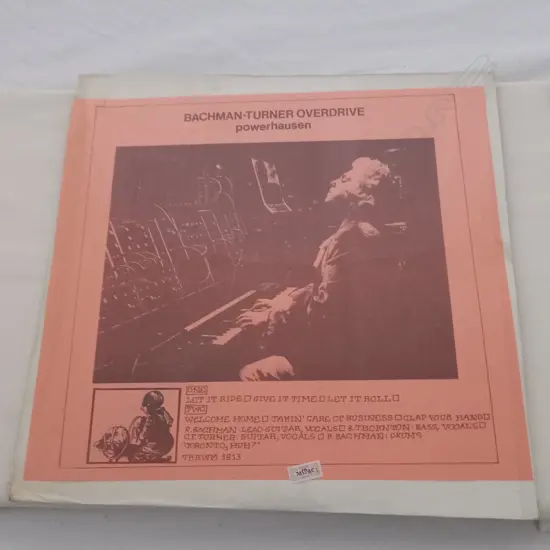 BACHMAN-TURNER OVERDRIVE
powerhausen
ONE
LET IT RIDE GIVE IT TIME LET IT ROLL
TWO
WELCOME HOME TAKIN' CARE OF BUSINESS CLAP YOUR HAND
R. BACHMAN: LEAD GUITAR, VOCALS THORNTON: BASS, VOCALS
C.F. TURNER: GUITAR, VOCALS R. BACHMAN: DRUMS
"TORONTO, HUH?"
TKRWM 1813